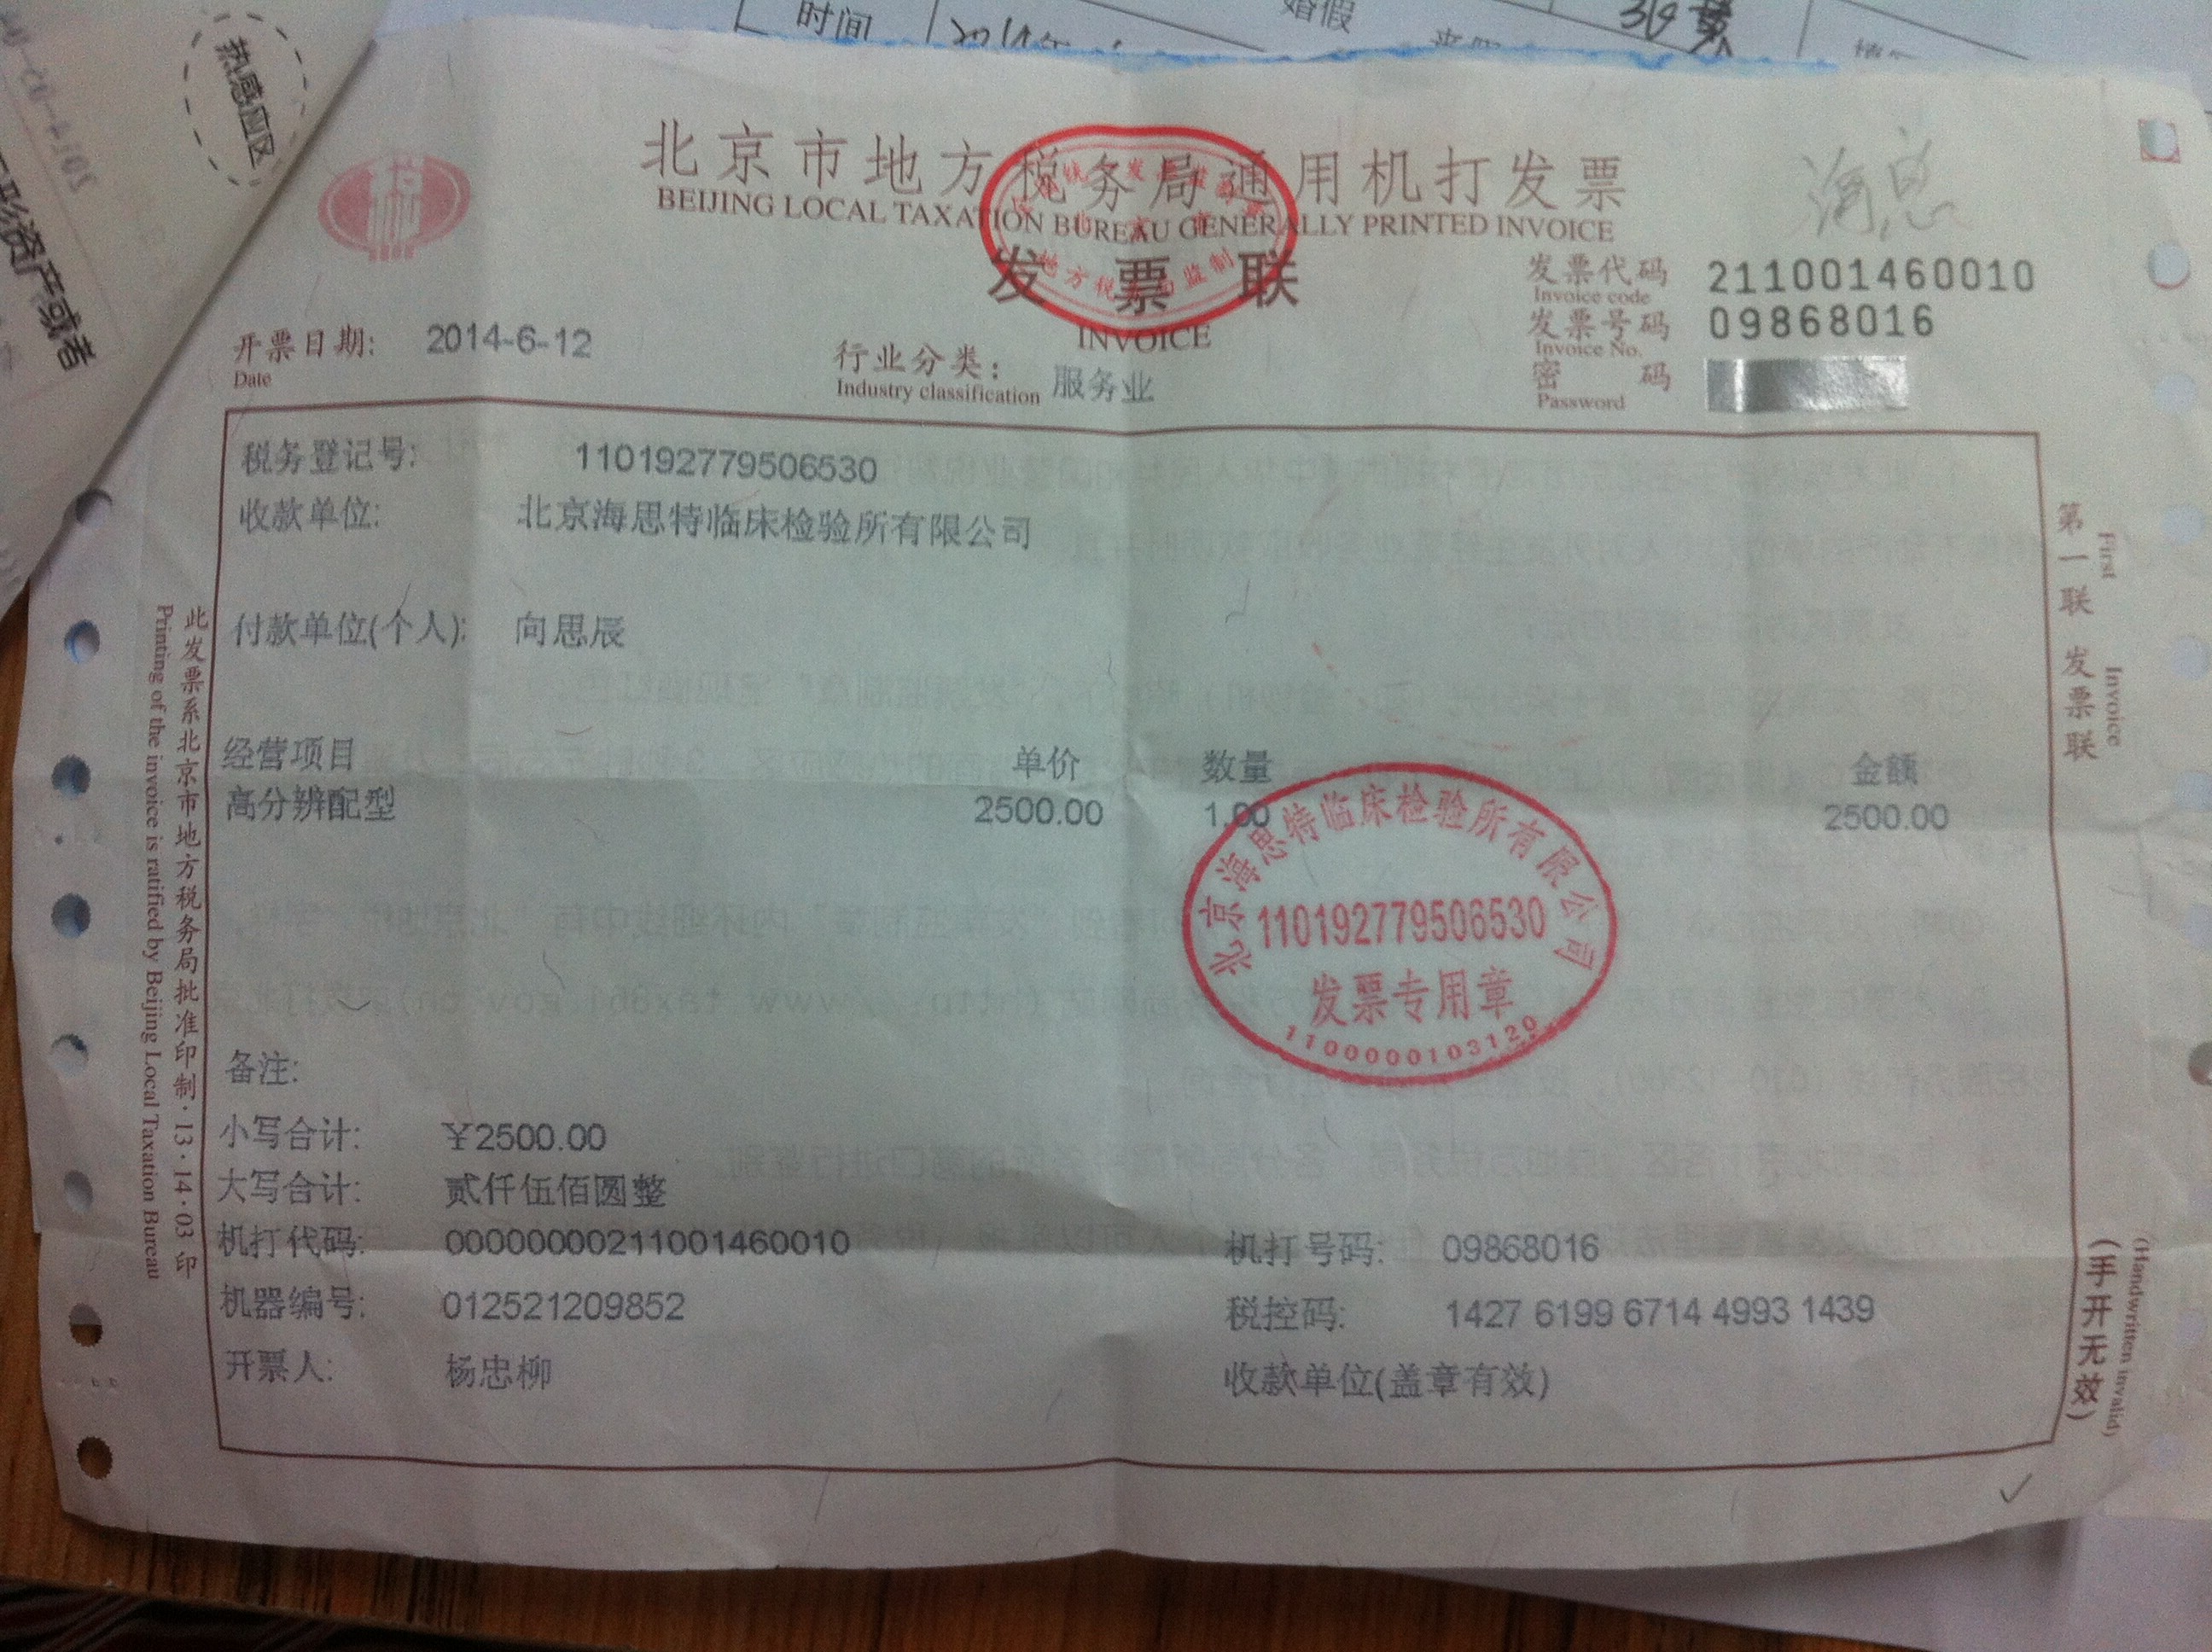 时间
婚假
热感应区
形资产或者
北京市地方税务局通用机打发票
BEIJING LOCAL TAXATION BUREAU GENERALLY PRINTED INVOICE
发票联
INVOICE
发票代码 211001460010
Invoice code
发票号码 09868016
Invoice No.
密码
Password
开票日期: 2014-6-12
Date
行业分类: 服务业
Industry classification
税务登记号: 110192779506530
收款单位: 北京海思特临床检验所有限公司
付款单位(个人): 向思辰
经营项目 单价 数量 金额
高分辨配型 2500.00 1.00 2500.00
北京海思特临床检验所有限公司
110192779506530
发票专用章
1100000103120
备注:
小写合计: ¥2500.00
大写合计: 贰仟伍佰圆整
机打代码: 00000000211001460010 机打号码: 09868016
机器编号: 012521209852 税控码: 1427 6199 6714 4993 1439
开票人: 杨忠柳 收款单位(盖章有效)
此发票系北京市地方税务局批准印制·13·14·03印
Printing of the invoice is ratified by Beijing Local Taxation Bureau
第一联 发票联
First Invoice
(手开无效)
(Handwritten invalid)